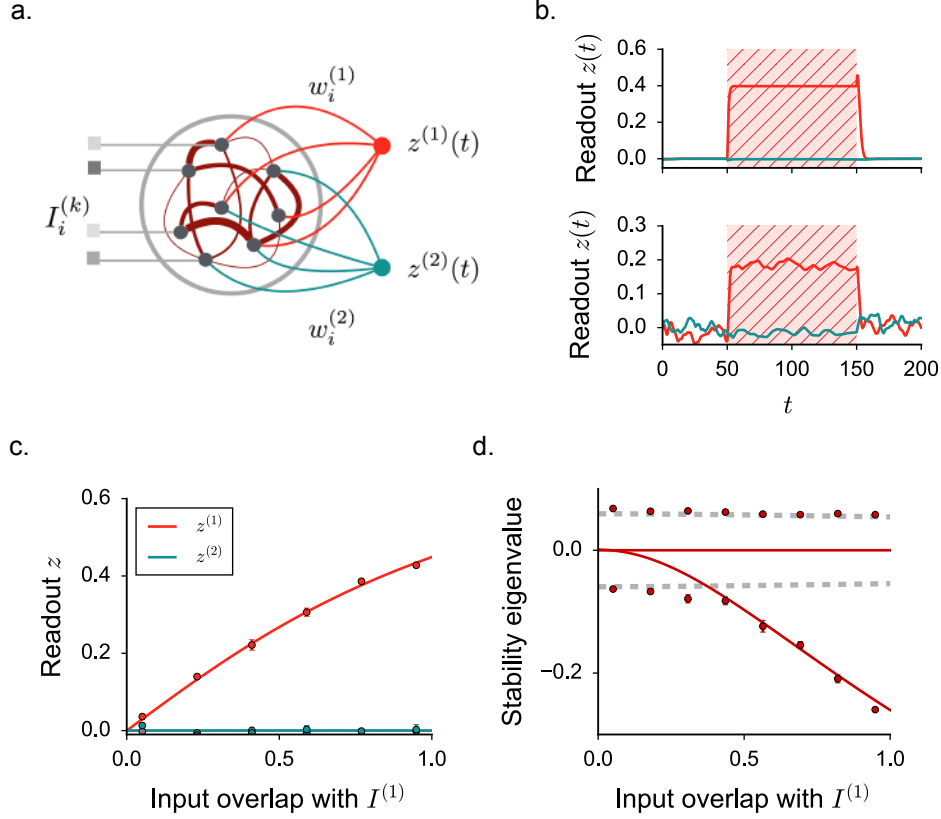 a.
w_i^{(1)}
z^{(1)}(t)
I_i^{(k)}
z^{(2)}(t)
w_i^{(2)}
b.
Readout z(t)
0.6
0.4
0.0
Readout z(t)
0.3
0.2
0.1
0.0
0 50 100 150 200
t
c.
Readout z
0.6
0.4
0.2
0.0
z^{(1)}
z^{(2)}
0.0 0.5 1.0
Input overlap with I^{(1)}
d.
Stability eigenvalue
0.0
−0.2
0.0 0.5 1.0
Input overlap with I^{(1)}